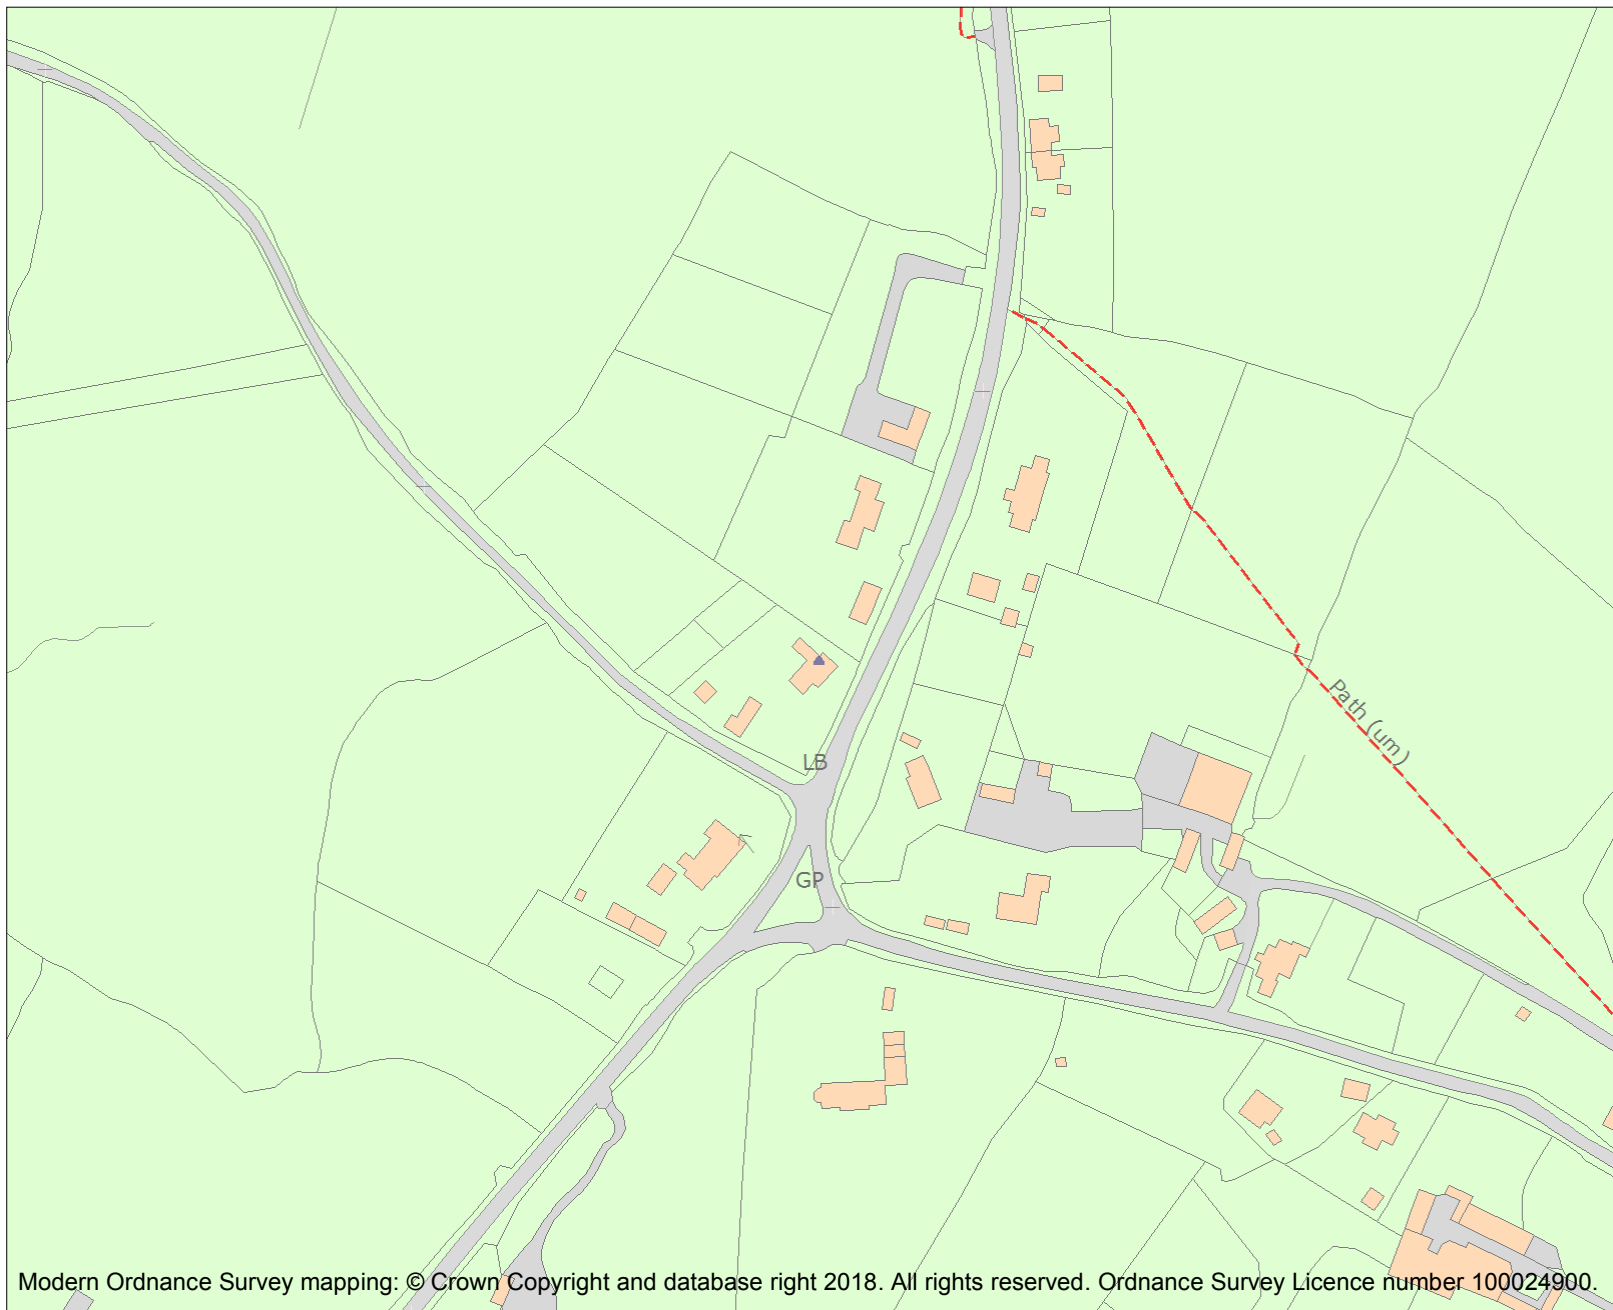 Path (um)
LB
GP
Modern Ordnance Survey mapping: © Crown Copyright and database right 2018. All rights reserved. Ordnance Survey Licence number 100024900.